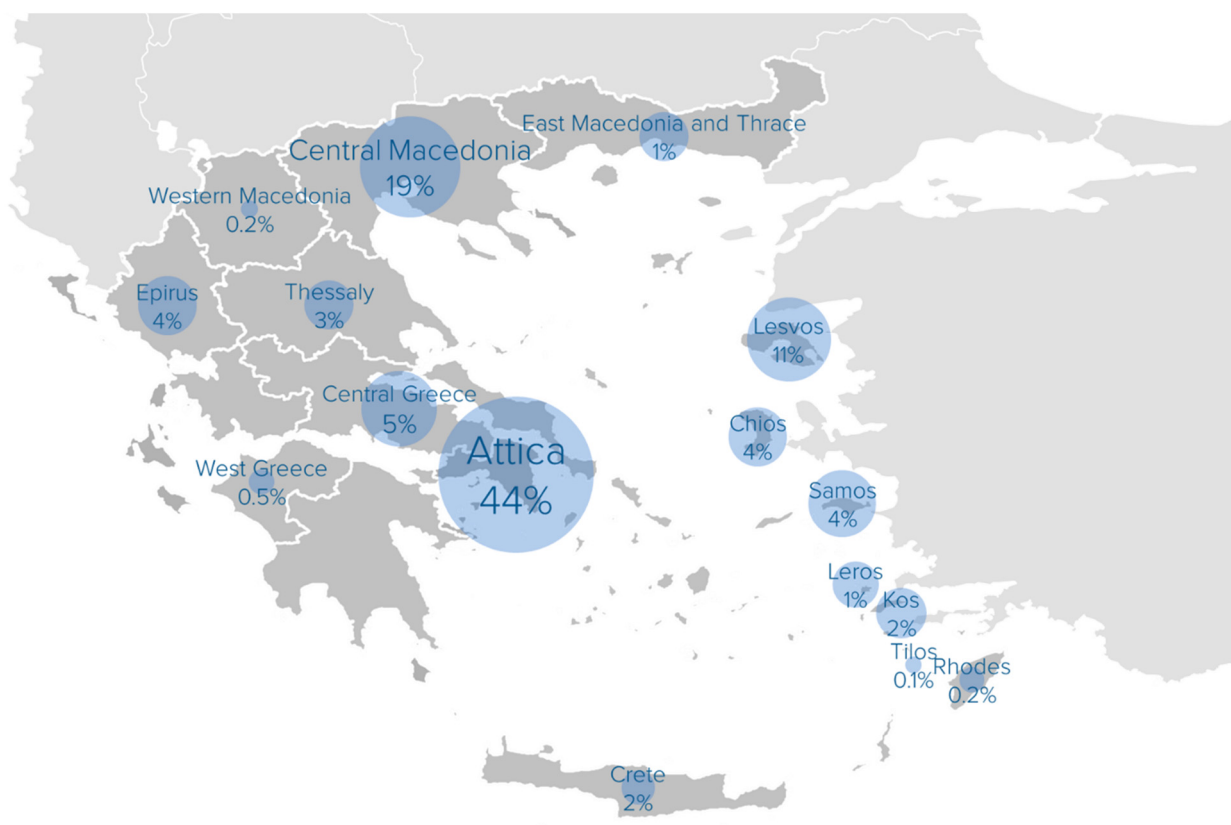 East Macedonia and Thrace
1%
Central Macedonia
19%
Western Macedonia
0.2%
Epirus
4%
Thessaly
3%
Lesvos
11%
Central Greece
5%
Chios
4%
Attica
44%
West Greece
0.5%
Samos
4%
Leros
1%
Kos
2%
Tilos
0.1%
Rhodes
0.2%
Crete
2%